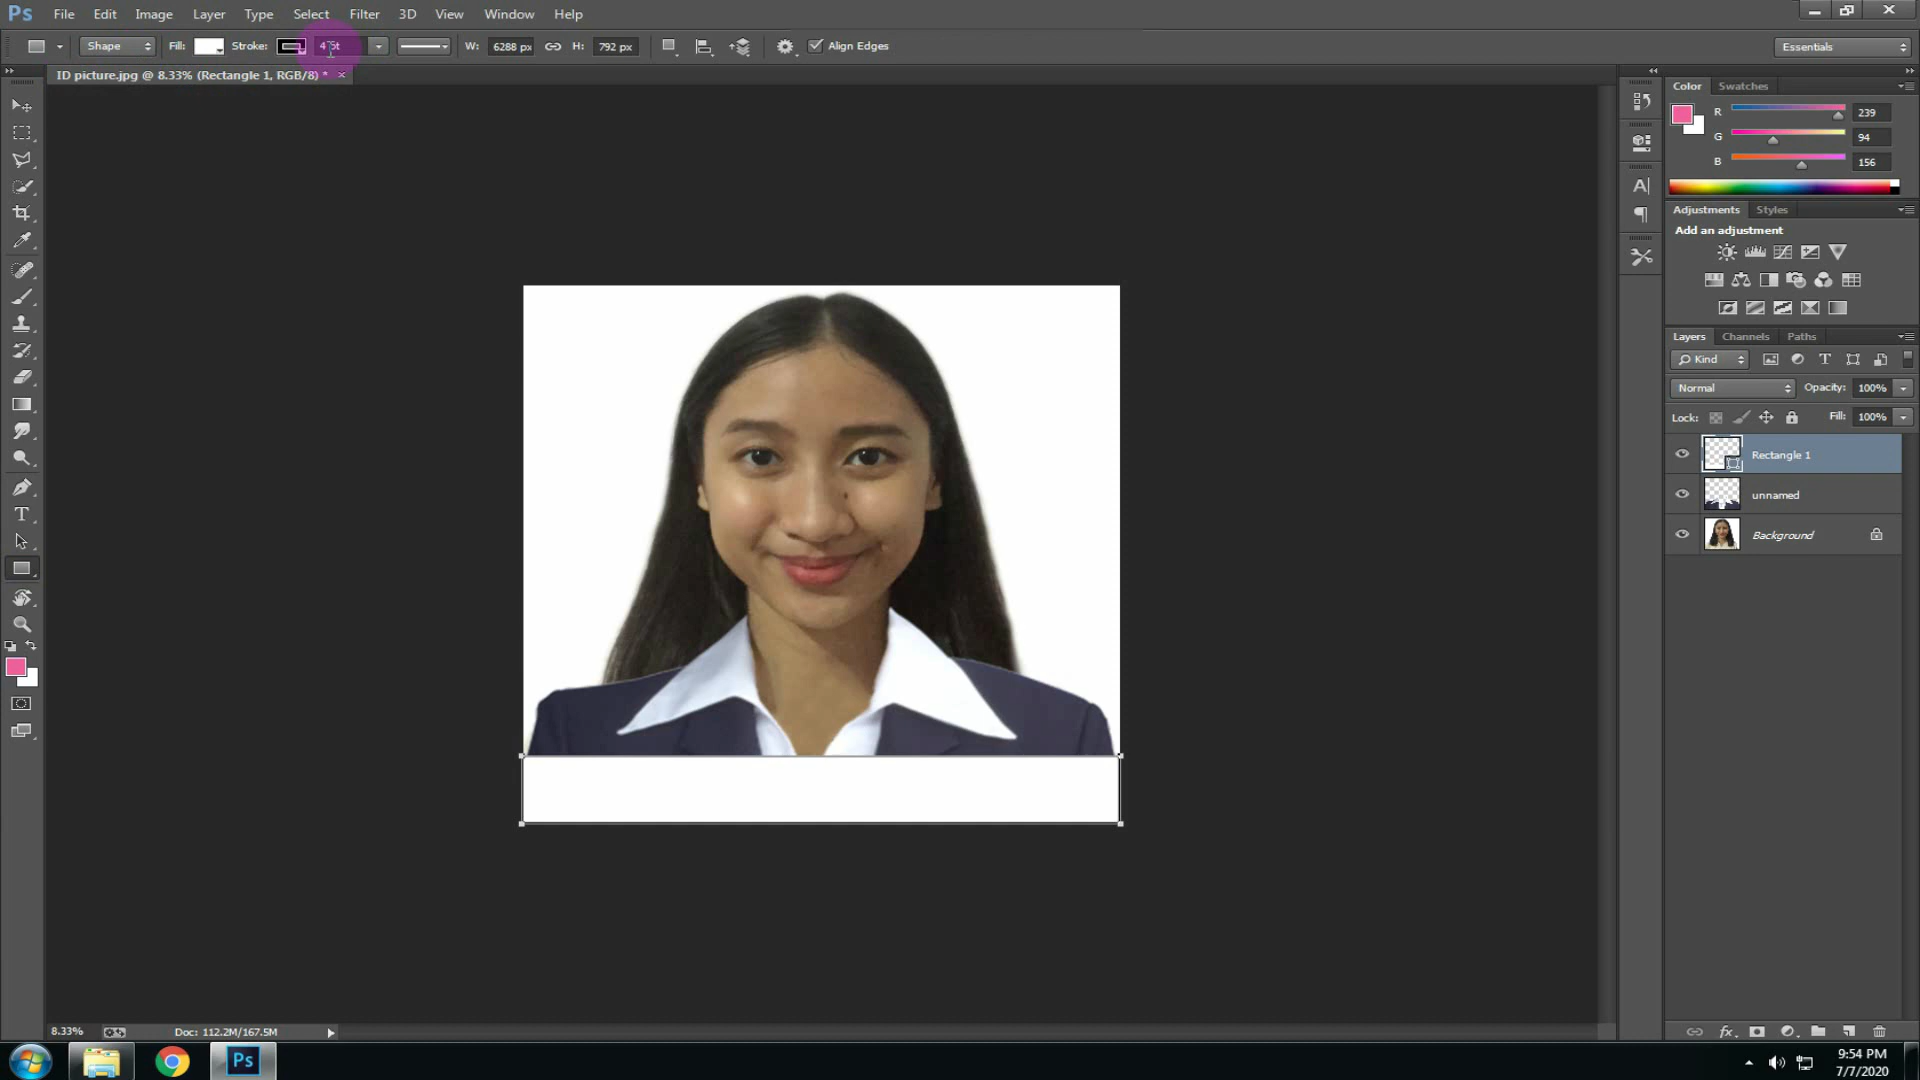 Ps File Edit Image Layer Type Select Filter 3D View Window Help
Shape Fill: Stroke: W: 6288 px H: 792 px Align Edges Essentials
ID picture.jpg @ 8.33% (Rectangle 1, RGB/8) *
Color Swatches
R 239
G 94
B 156
Adjustments Styles
Add an adjustment
Layers Channels Paths
Kind
Normal Opacity: 100%
Lock: Fill: 100%
Rectangle 1
unnamed
Background
8.33% Doc: 112.2M/167.5M
Ps
9:54 PM
7/7/2020